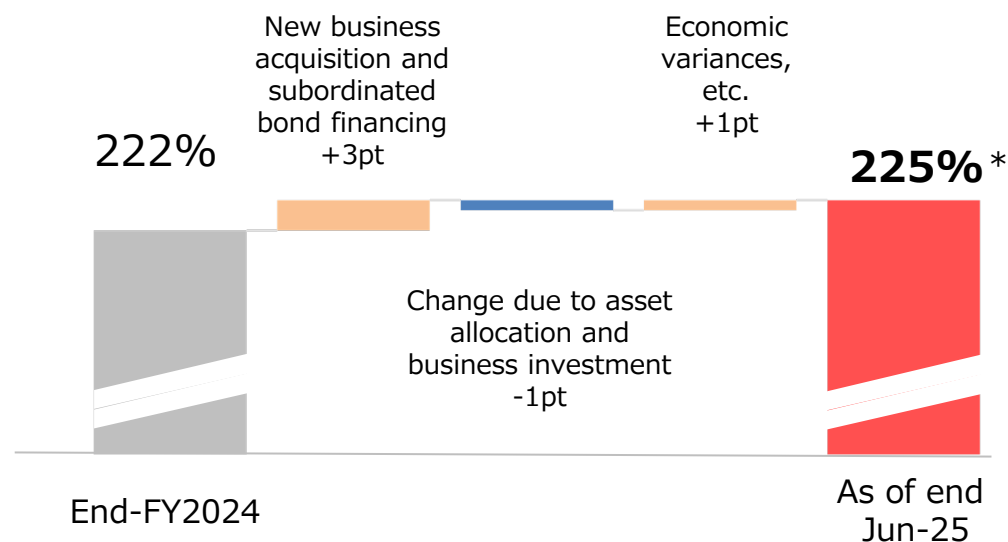 New business
acquisition and
subordinated
bond financing
+3pt
Economic
variances,
etc.
+1pt
222%
225% *
Change due to asset
allocation and
business investment
-1pt
End-FY2024
As of end
Jun-25